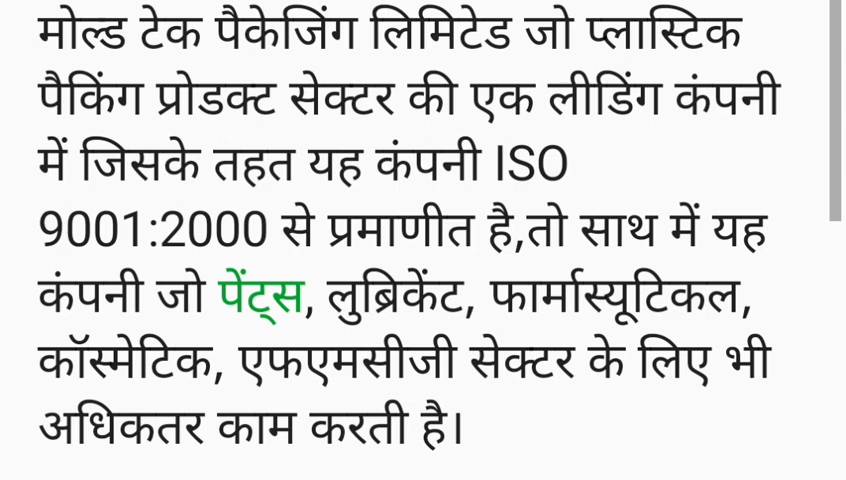 मोल्ड टेक पैकेजिंग लिमिटेड जो प्लास्टिक
पैकिंग प्रोडक्ट सेक्टर की एक लीडिंग कंपनी
में जिसके तहत यह कंपनी ISO
9001:2000 से प्रमाणीत है,तो साथ में यह
कंपनी जो पेंट्स, लुब्रिकेंट, फार्मास्यूटिकल,
कॉस्मेटिक, एफएमसीजी सेक्टर के लिए भी
अधिकतर काम करती है।